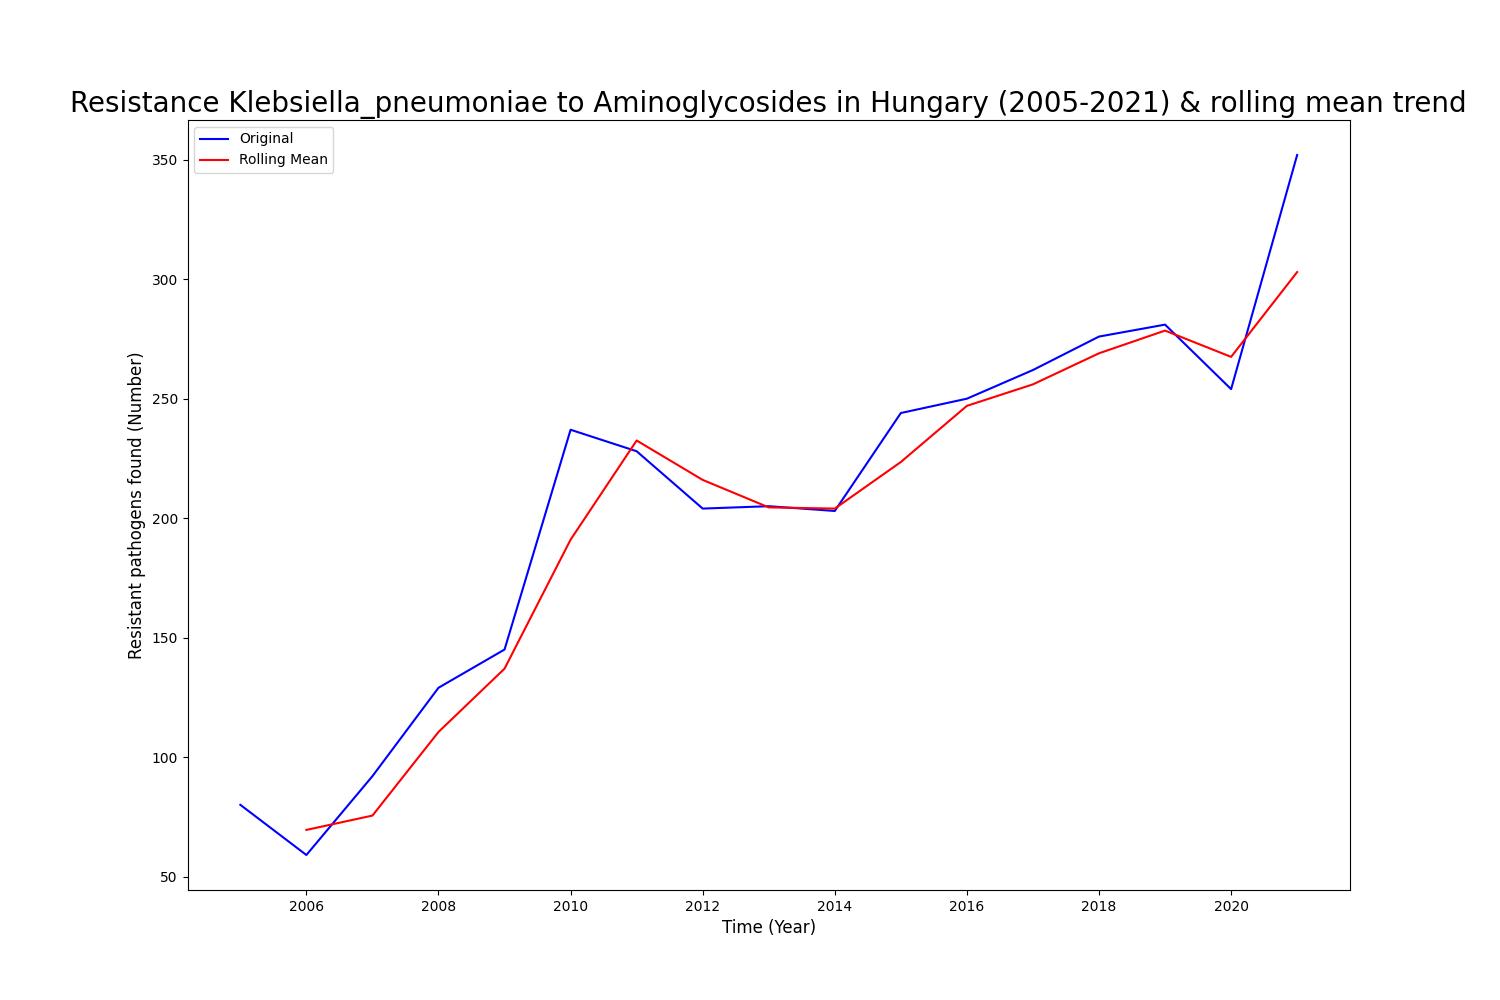 Resistance Klebsiella_pneumoniae to Aminoglycosides in Hungary (2005-2021) & rolling mean trend
Original
Rolling Mean
350
300
250
200
150
100
50
Resistant pathogens found (Number)
2006 2008 2010 2012 2014 2016 2018 2020
Time (Year)